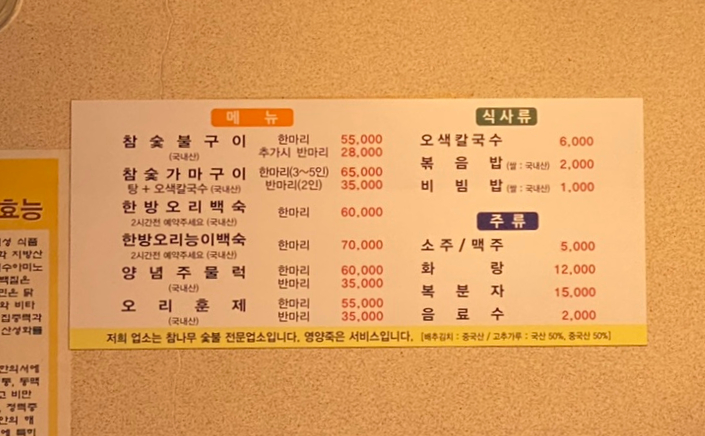 메 뉴
참 숯 불 구 이 한마리 55,000
(국내산) 추가시 반마리 28,000
참 숯 가 마 구 이 한마리(3~5인) 65,000
탕 + 오색칼국수 (국내산) 반마리(2인) 35,000
한 방 오 리 백 숙 한마리 60,000
2시간전 예약주세요 (국내산)
한방오리능이백숙 한마리 70,000
2시간전 예약주세요 (국내산)
양 념 주 물 럭 한마리 60,000
(국내산) 반마리 35,000
오 리 훈 제 한마리 55,000
(국내산) 반마리 35,000
식사류
오 색 칼 국 수 6,000
볶 음 밥 (쌀 : 국내산) 2,000
비 빔 밥 (쌀 : 국내산) 1,000
주 류
소 주 / 맥 주 5,000
화 랑 12,000
복 분 자 15,000
음 료 수 2,000
저희 업소는 참나무 숯불 전문업소입니다. 영양죽은 서비스입니다. [배추김치 : 중국산 / 고추가루 : 국산 50%, 중국산 50%]
효능